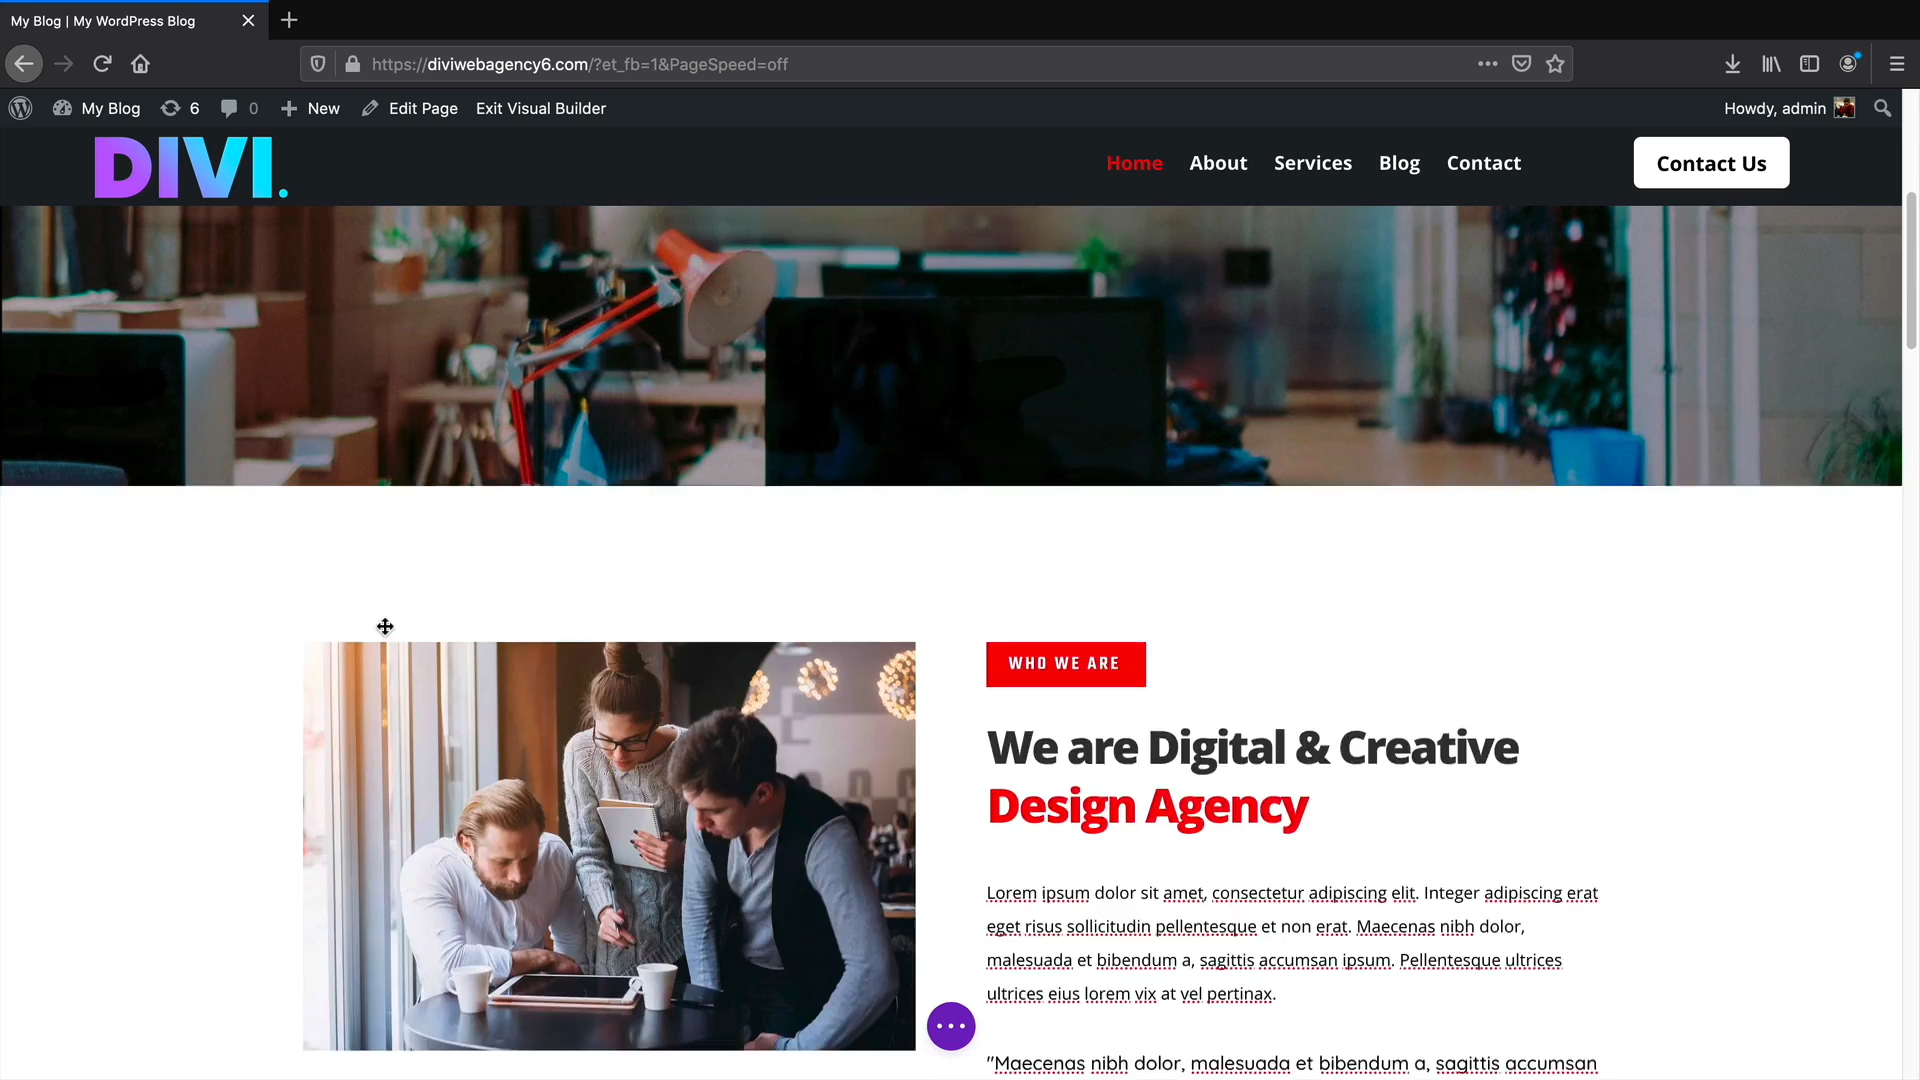 My Blog | My WordPress Blog
https://diviwebagency6.com/?et_fb=1&PageSpeed=off
My Blog 6 0 New Edit Page Exit Visual Builder Howdy, admin
DIVI. Home About Services Blog Contact Contact Us
WHO WE ARE
We are Digital & Creative
Design Agency
Lorem ipsum dolor sit amet, consectetur adipiscing elit. Integer adipiscing erat
eget risus sollicitudin pellentesque et non erat. Maecenas nibh dolor,
malesuada et bibendum a, sagittis accumsan ipsum. Pellentesque ultrices
ultrices eius lorem vix at vel pertinax.
"Maecenas nibh dolor, malesuada et bibendum a, sagittis accumsan